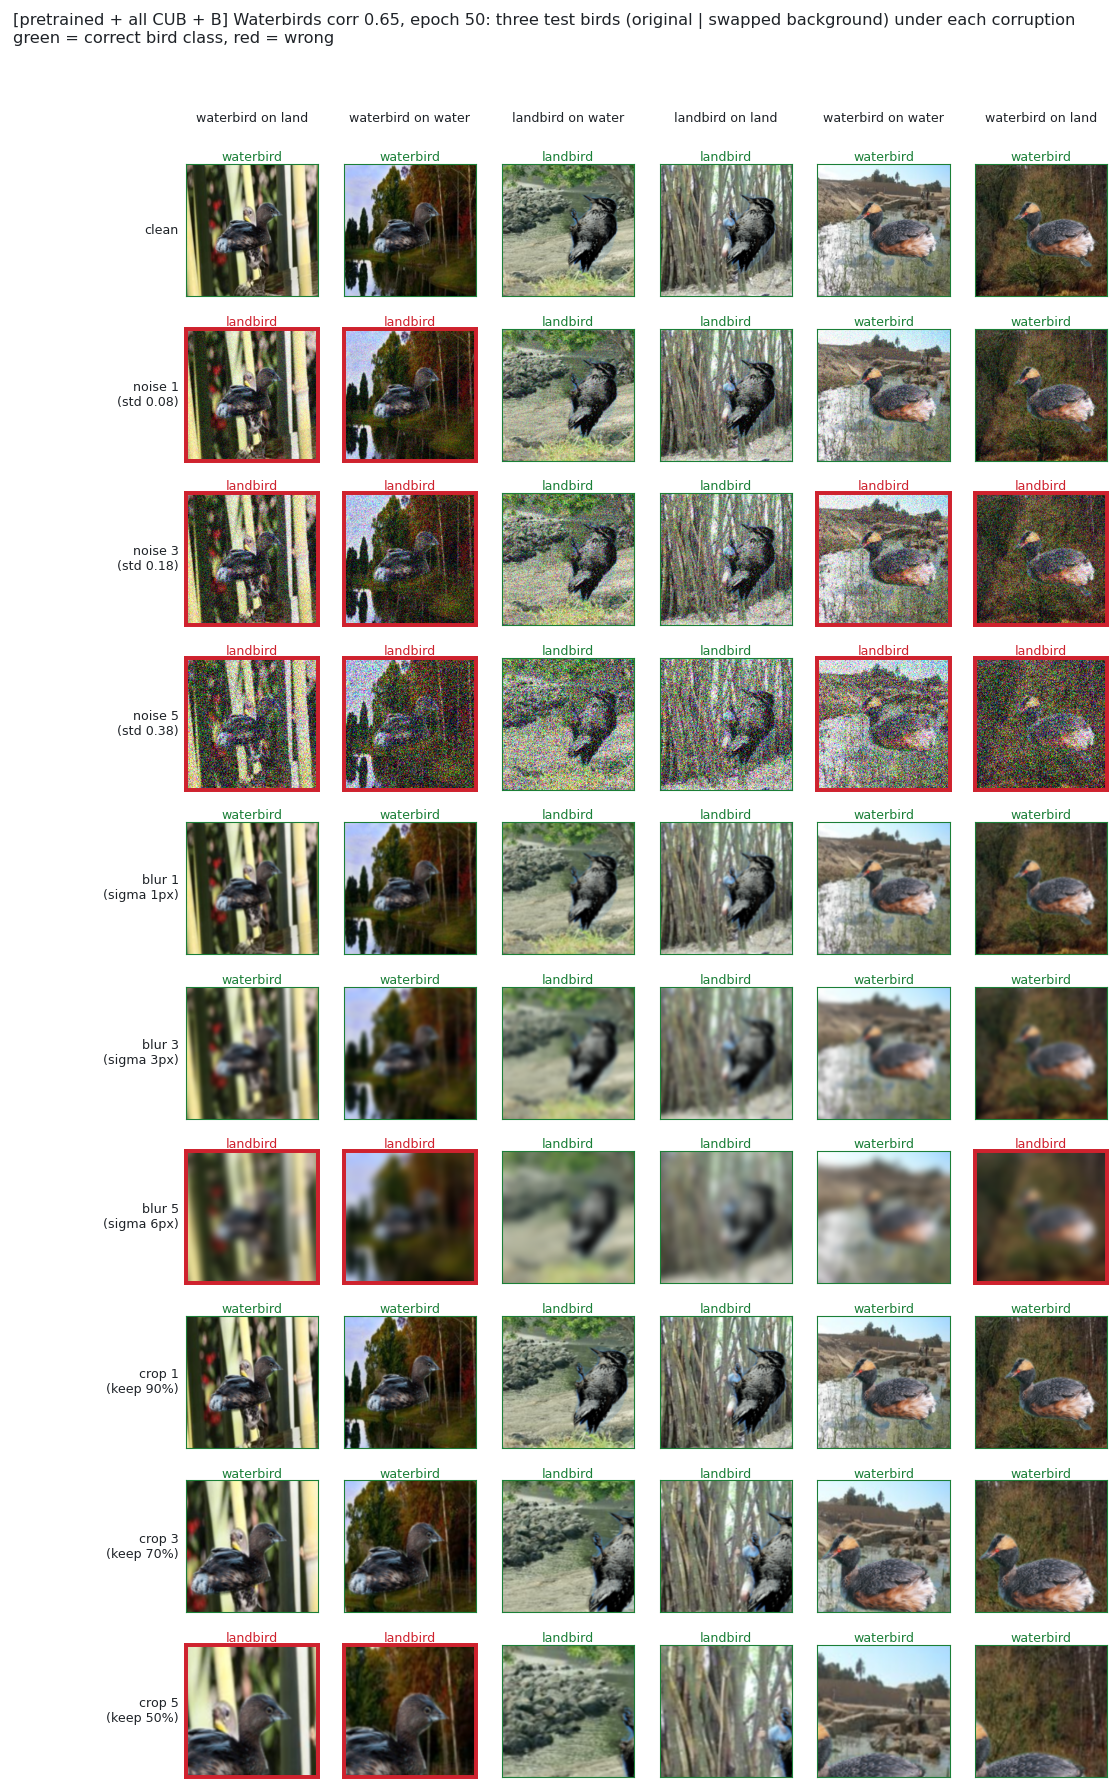 [pretrained + all CUB + B] Waterbirds corr 0.65, epoch 50: three test birds (original | swapped background) under each corruption
green = correct bird class, red = wrong
waterbird on land waterbird on water landbird on water landbird on land waterbird on water waterbird on land
waterbird waterbird landbird landbird waterbird waterbird
clean
landbird landbird landbird landbird waterbird waterbird
noise 1
(std 0.08)
landbird landbird landbird landbird landbird landbird
noise 3
(std 0.18)
landbird landbird landbird landbird landbird landbird
noise 5
(std 0.38)
waterbird waterbird landbird landbird waterbird waterbird
blur 1
(sigma 1px)
waterbird waterbird landbird landbird waterbird waterbird
blur 3
(sigma 3px)
landbird landbird landbird landbird waterbird landbird
blur 5
(sigma 6px)
waterbird waterbird landbird landbird waterbird waterbird
crop 1
(keep 90%)
waterbird waterbird landbird landbird waterbird waterbird
crop 3
(keep 70%)
landbird landbird landbird landbird waterbird waterbird
crop 5
(keep 50%)